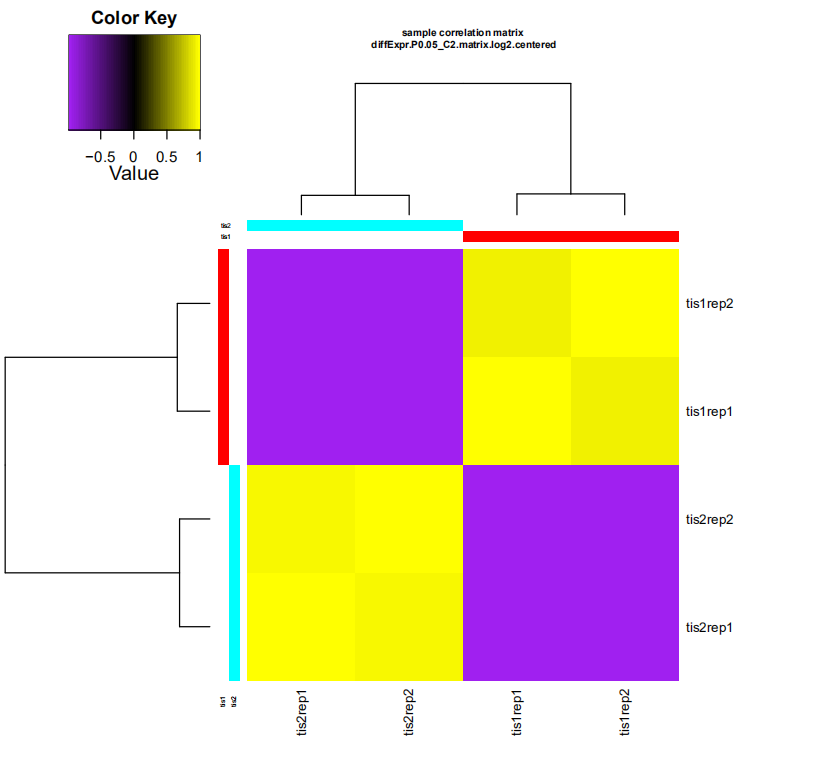 Color Key
−0.5 0 0.5 1
Value
sample correlation matrix
diffExpr.P0.05_C2.matrix.log2.centered
tis2
tis1
tis1rep2
tis1rep1
tis2rep2
tis2rep1
tis1
tis2
tis2rep1
tis2rep2
tis1rep1
tis1rep2